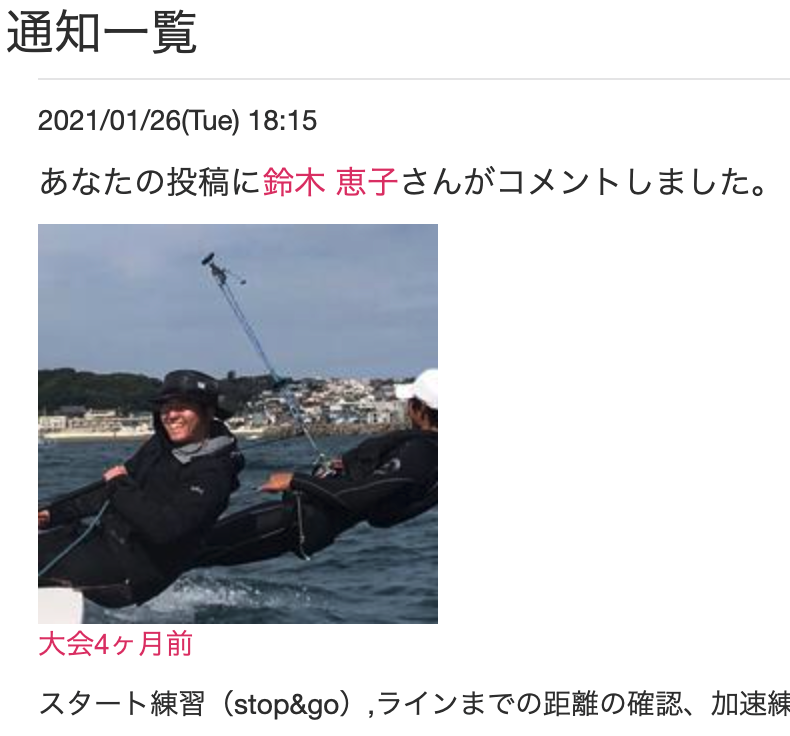 通知一覧
2021/01/26(Tue) 18:15
あなたの投稿に鈴木 恵子さんがコメントしました。
大会4ヶ月前
スタート練習（stop&go）,ラインまでの距離の確認、加速練